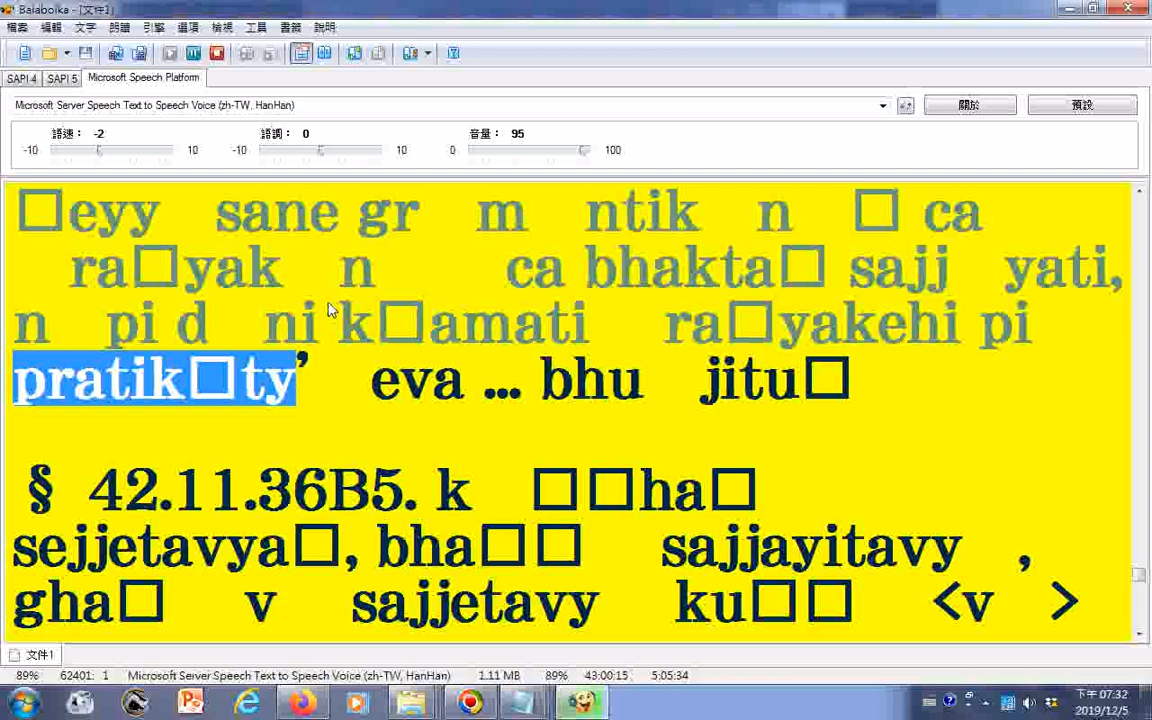 Balabolka - [文件1]
檔案 編輯 文字 朗讀 引擎 選項 檢視 工具 書籤 說明
SAPI 4 SAPI 5 Microsoft Speech Platform
Microsoft Server Speech Text to Speech Voice (zh-TW, HanHan) 關於 預設
語速： -2 語調： 0 音量： 95
-10 10 -10 10 0 100
□eyy sane gr m ntik n □ ca
ra□yak n ca bhakta□ sajj yati,
n pi d ni k□amati ra□yakehi pi
pratik□ty’ eva ... bhu jitu□
§ 42.11.36B5. k □□ha□
sejjetavya□, bha□□ sajjayitavy ,
gha□ v sajjetavy ku□□ <v >
文件1
89% 62401: 1 Microsoft Server Speech Text to Speech Voice (zh-TW, HanHan) 1.11 MB 89% 43:00:15 5:05:34
下午 07:32
2019/12/5